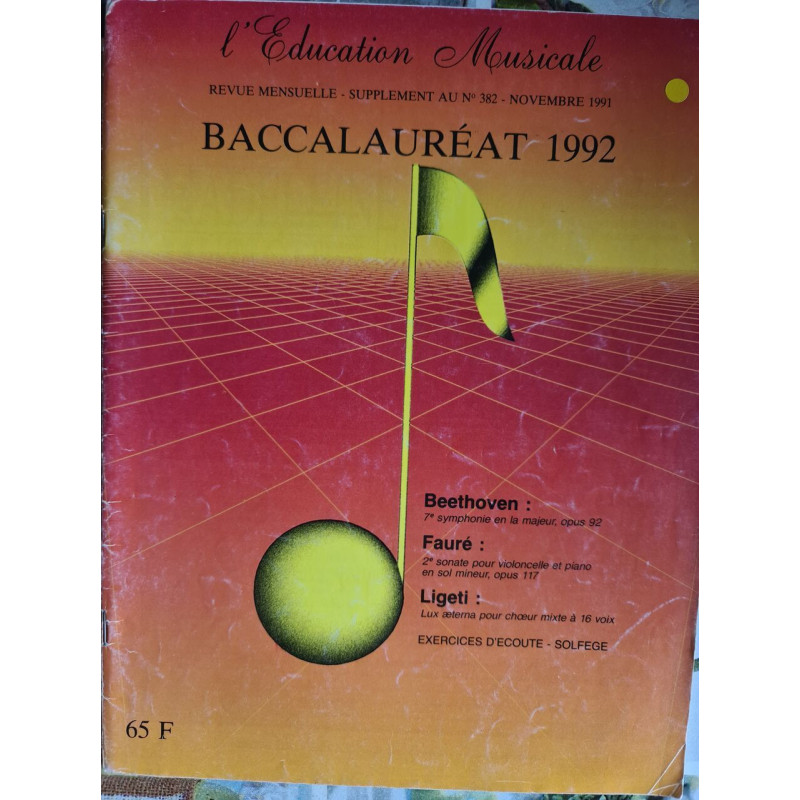 l'Education Musicale
REVUE MENSUELLE - SUPPLEMENT AU Nº 382 - NOVEMBRE 1991
BACCALAURÉAT 1992
Beethoven :
7e symphonie en la majeur, opus 92
Fauré :
2e sonate pour violoncelle et piano
en sol mineur, opus 117
Ligeti :
Lux æterna pour chœur mixte à 16 voix
EXERCICES D'ECOUTE - SOLFEGE
65 F